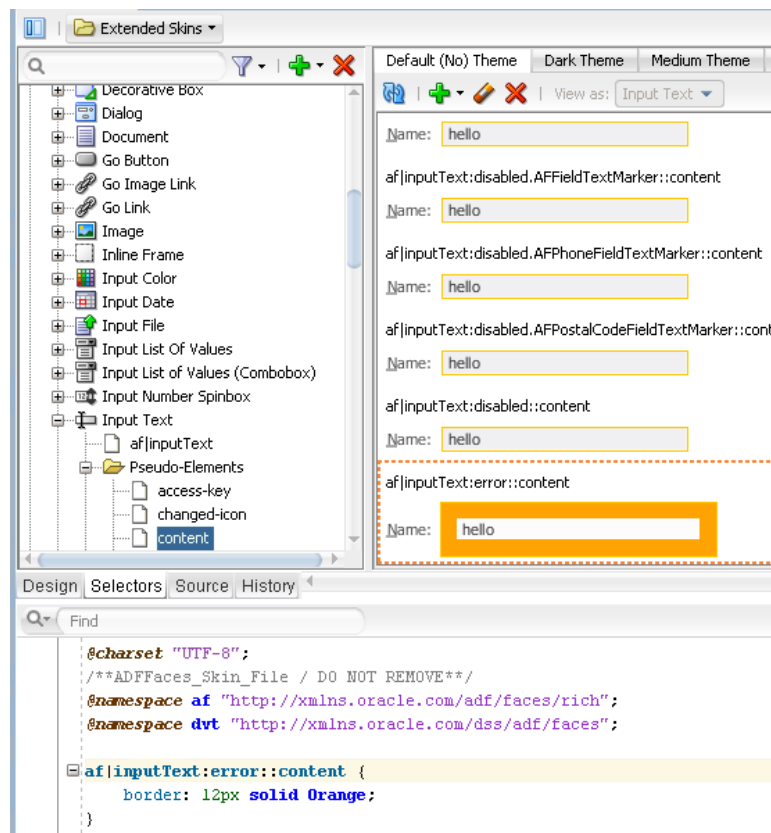 Extended Skins
Decorative Box
Dialog
Document
Go Button
Go Image Link
Go Link
Image
Inline Frame
Input Color
Input Date
Input File
Input List Of Values
Input List of Values (Combobox)
Input Number Spinbox
Input Text
af|inputText
Pseudo-Elements
access-key
changed-icon
content
Default (No) Theme Dark Theme Medium Theme
View as: Input Text
Name: hello
af|inputText:disabled.AFFieldTextMarker::content
Name: hello
af|inputText:disabled.AFPhoneFieldTextMarker::content
Name: hello
af|inputText:disabled.AFPostalCodeFieldTextMarker::cont
Name: hello
af|inputText:disabled::content
Name: hello
af|inputText:error::content
Name: hello
Design Selectors Source History
Find
@charset "UTF-8";
/**ADFFaces_Skin_File / DO NOT REMOVE**/
@namespace af "http://xmlns.oracle.com/adf/faces/rich";
@namespace dvt "http://xmlns.oracle.com/dss/adf/faces";
af|inputText:error::content {
border: 12px solid Orange;
}